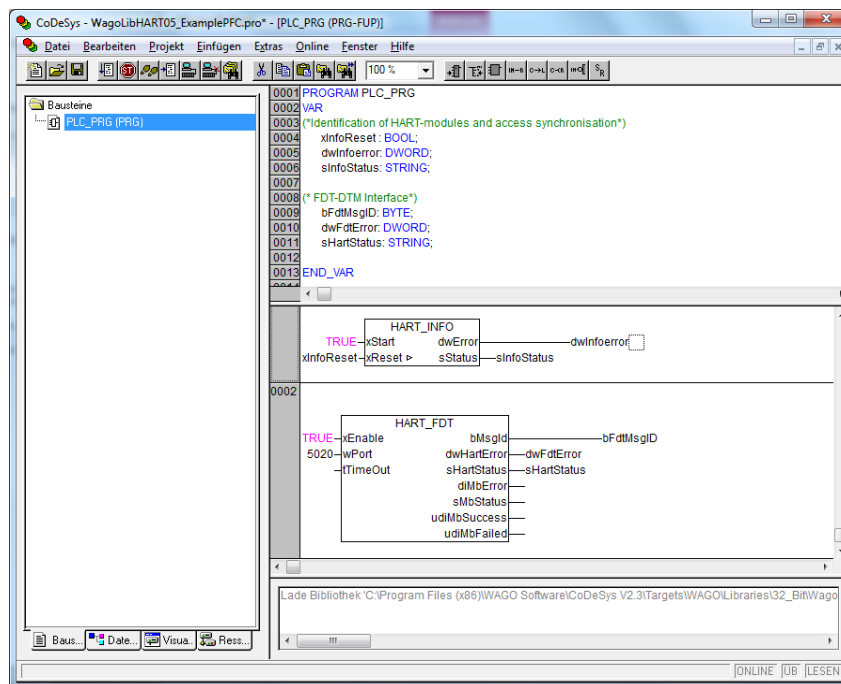 CoDeSys - WagoLibHART05_ExamplePFC.pro* - [PLC_PRG (PRG-FUP)]
Datei Bearbeiten Projekt Einfügen Extras Online Fenster Hilfe
100 %
Bausteine
PLC_PRG (PRG)
0001 PROGRAM PLC_PRG
0002 VAR
0003 (*Identification of HART-modules and access synchronisation*)
0004 xInfoReset : BOOL;
0005 dwInfoerror: DWORD;
0006 sInfoStatus: STRING;
0007
0008 (* FDT-DTM Interface*)
0009 bFdtMsgID: BYTE;
0010 dwFdtError: DWORD;
0011 sHartStatus: STRING;
0012
0013 END_VAR
HART_INFO
TRUE xStart dwError dwInfoerror
xInfoReset xReset sStatus sInfoStatus
0002
HART_FDT
TRUE xEnable bMsgId bFdtMsgID
5020 wPort dwHartError dwFdtError
tTimeOut sHartStatus sHartStatus
diMbError
sMbStatus
udiMbSuccess
udiMbFailed
Lade Bibliothek 'C:\Program Files (x86)\WAGO Software\CoDeSys V2.3\Targets\WAGO\Libraries\32_Bit\Wago
Baus... Date... Visua.. Ress...
ONLINE ÜB LESEN